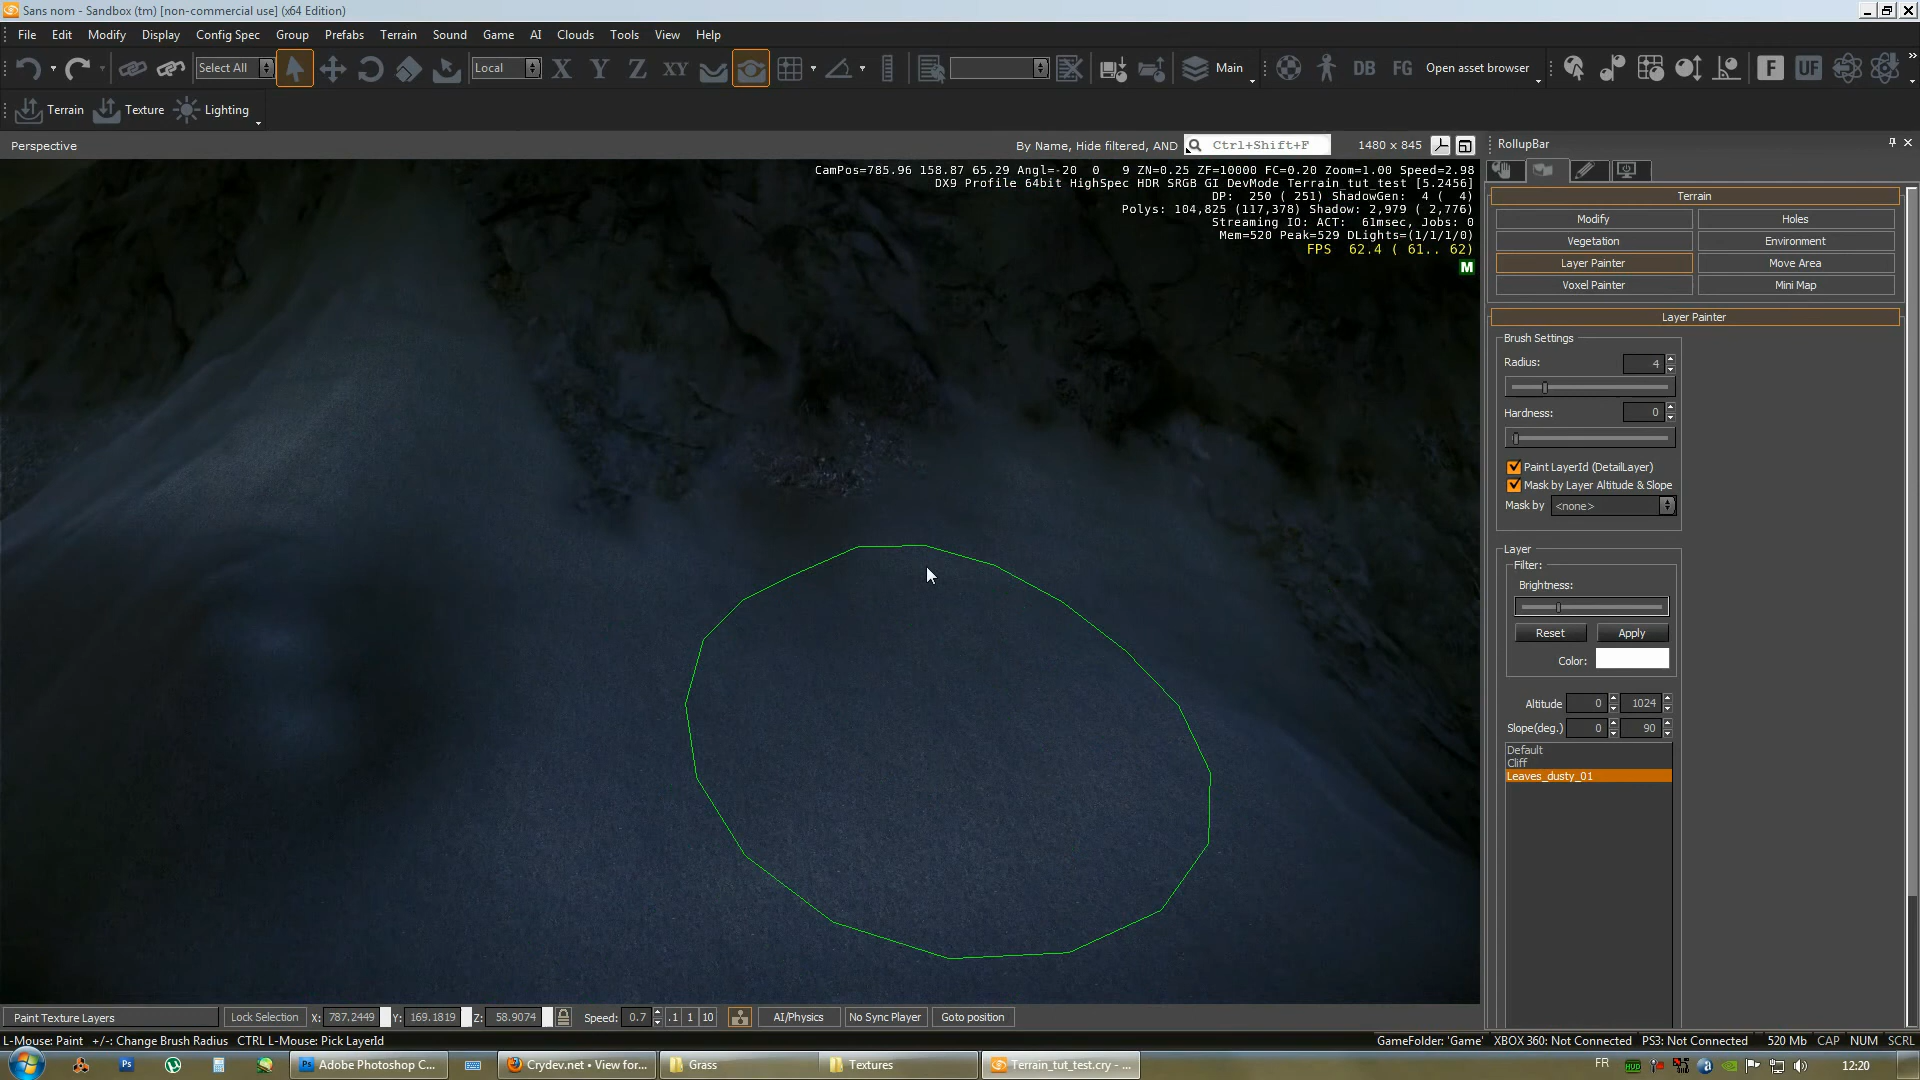 Sans nom - Sandbox (tm) [non-commercial use] (x64 Edition)
File Edit Modify Display Config Spec Group Prefabs Terrain Sound Game AI Clouds Tools View Help
Select All Local X Y Z XY Main DB FG Open asset browser F UF
Terrain Texture Lighting
Perspective By Name, Hide filtered, AND Ctrl+Shift+F 1480 x 845 RollupBar
CamPos=785.96 158.87 65.29 Angl=-20 0 9 ZN=0.25 ZF=10000 FC=0.20 Zoom=1.00 Speed=2.98
DX9 Profile 64bit HighSpec HDR SRGB GI DevMode Terrain_tut_test [5.2456]
DP: 250 ( 251) ShadowGen: 4 ( 4)
Polys: 104,825 (117,378) Shadow: 2,979 ( 2,776)
Streaming IO: ACT: 61msec, Jobs: 0
Mem=520 Peak=529 DLights=(1/1/1/0)
FPS 62.4 ( 61.. 62)
M
Terrain
Modify Holes
Vegetation Environment
Layer Painter Move Area
Voxel Painter Mini Map
Layer Painter
Brush Settings
Radius: 4
Hardness: 0
Paint LayerId (DetailLayer)
Mask by Layer Altitude & Slope
Mask by <none>
Layer
Filter:
Brightness:
Reset Apply
Color:
Altitude 0 1024
Slope(deg.) 0 90
Default
Cliff
Leaves_dusty_01
Paint Texture Layers Lock Selection X: 787.2449 Y: 169.1819 Z: 58.9074 Speed: 0.7 .1 1 10 AI/Physics No Sync Player Goto position
L-Mouse: Paint +/-: Change Brush Radius CTRL L-Mouse: Pick LayerId GameFolder: 'Game' XBOX 360: Not Connected PS3: Not Connected 520 Mb CAP NUM SCRL
Ps Adobe Photoshop C... Crydev.net • View for... Grass Textures Terrain_tut_test.cry - ... FR 12:20